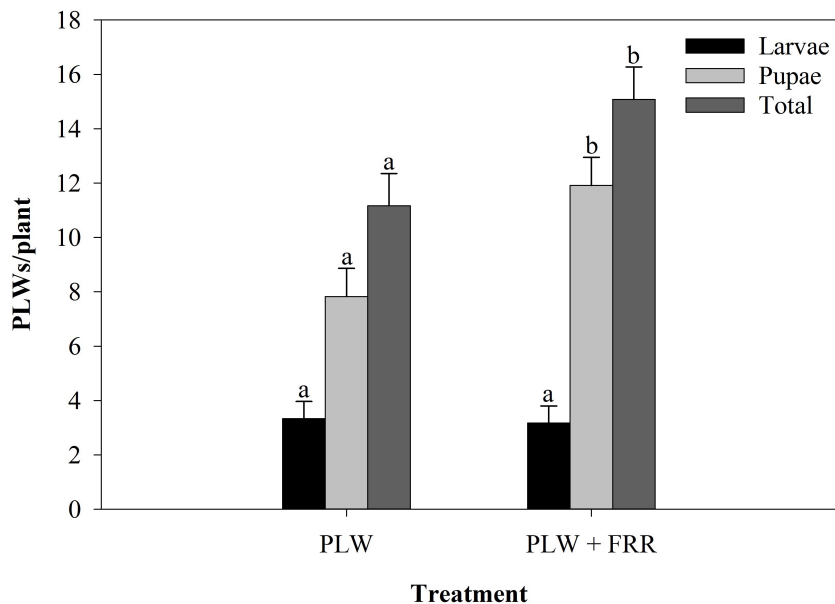 18
16
14
12
10
8
6
4
2
0
PLWs/plant
Larvae
Pupae
Total
a
a
a
a
b
b
PLW
PLW + FRR
Treatment